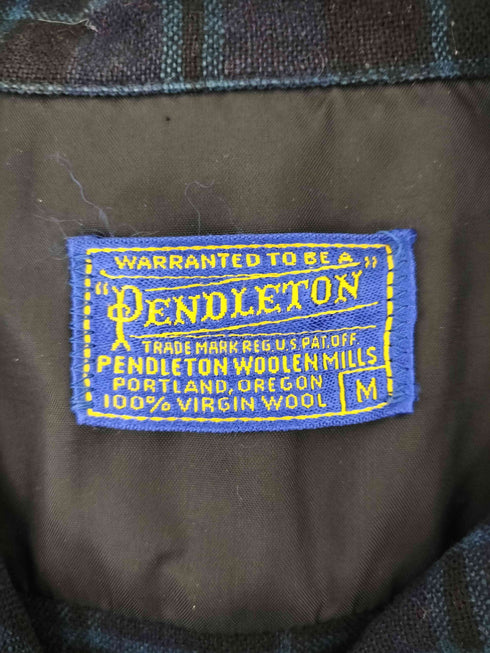 WARRANTED TO BE A
"PENDLETON"
TRADE MARK REG. U.S. PAT. OFF.
PENDLETON WOOLEN MILLS
PORTLAND, OREGON
100% VIRGIN WOOL M